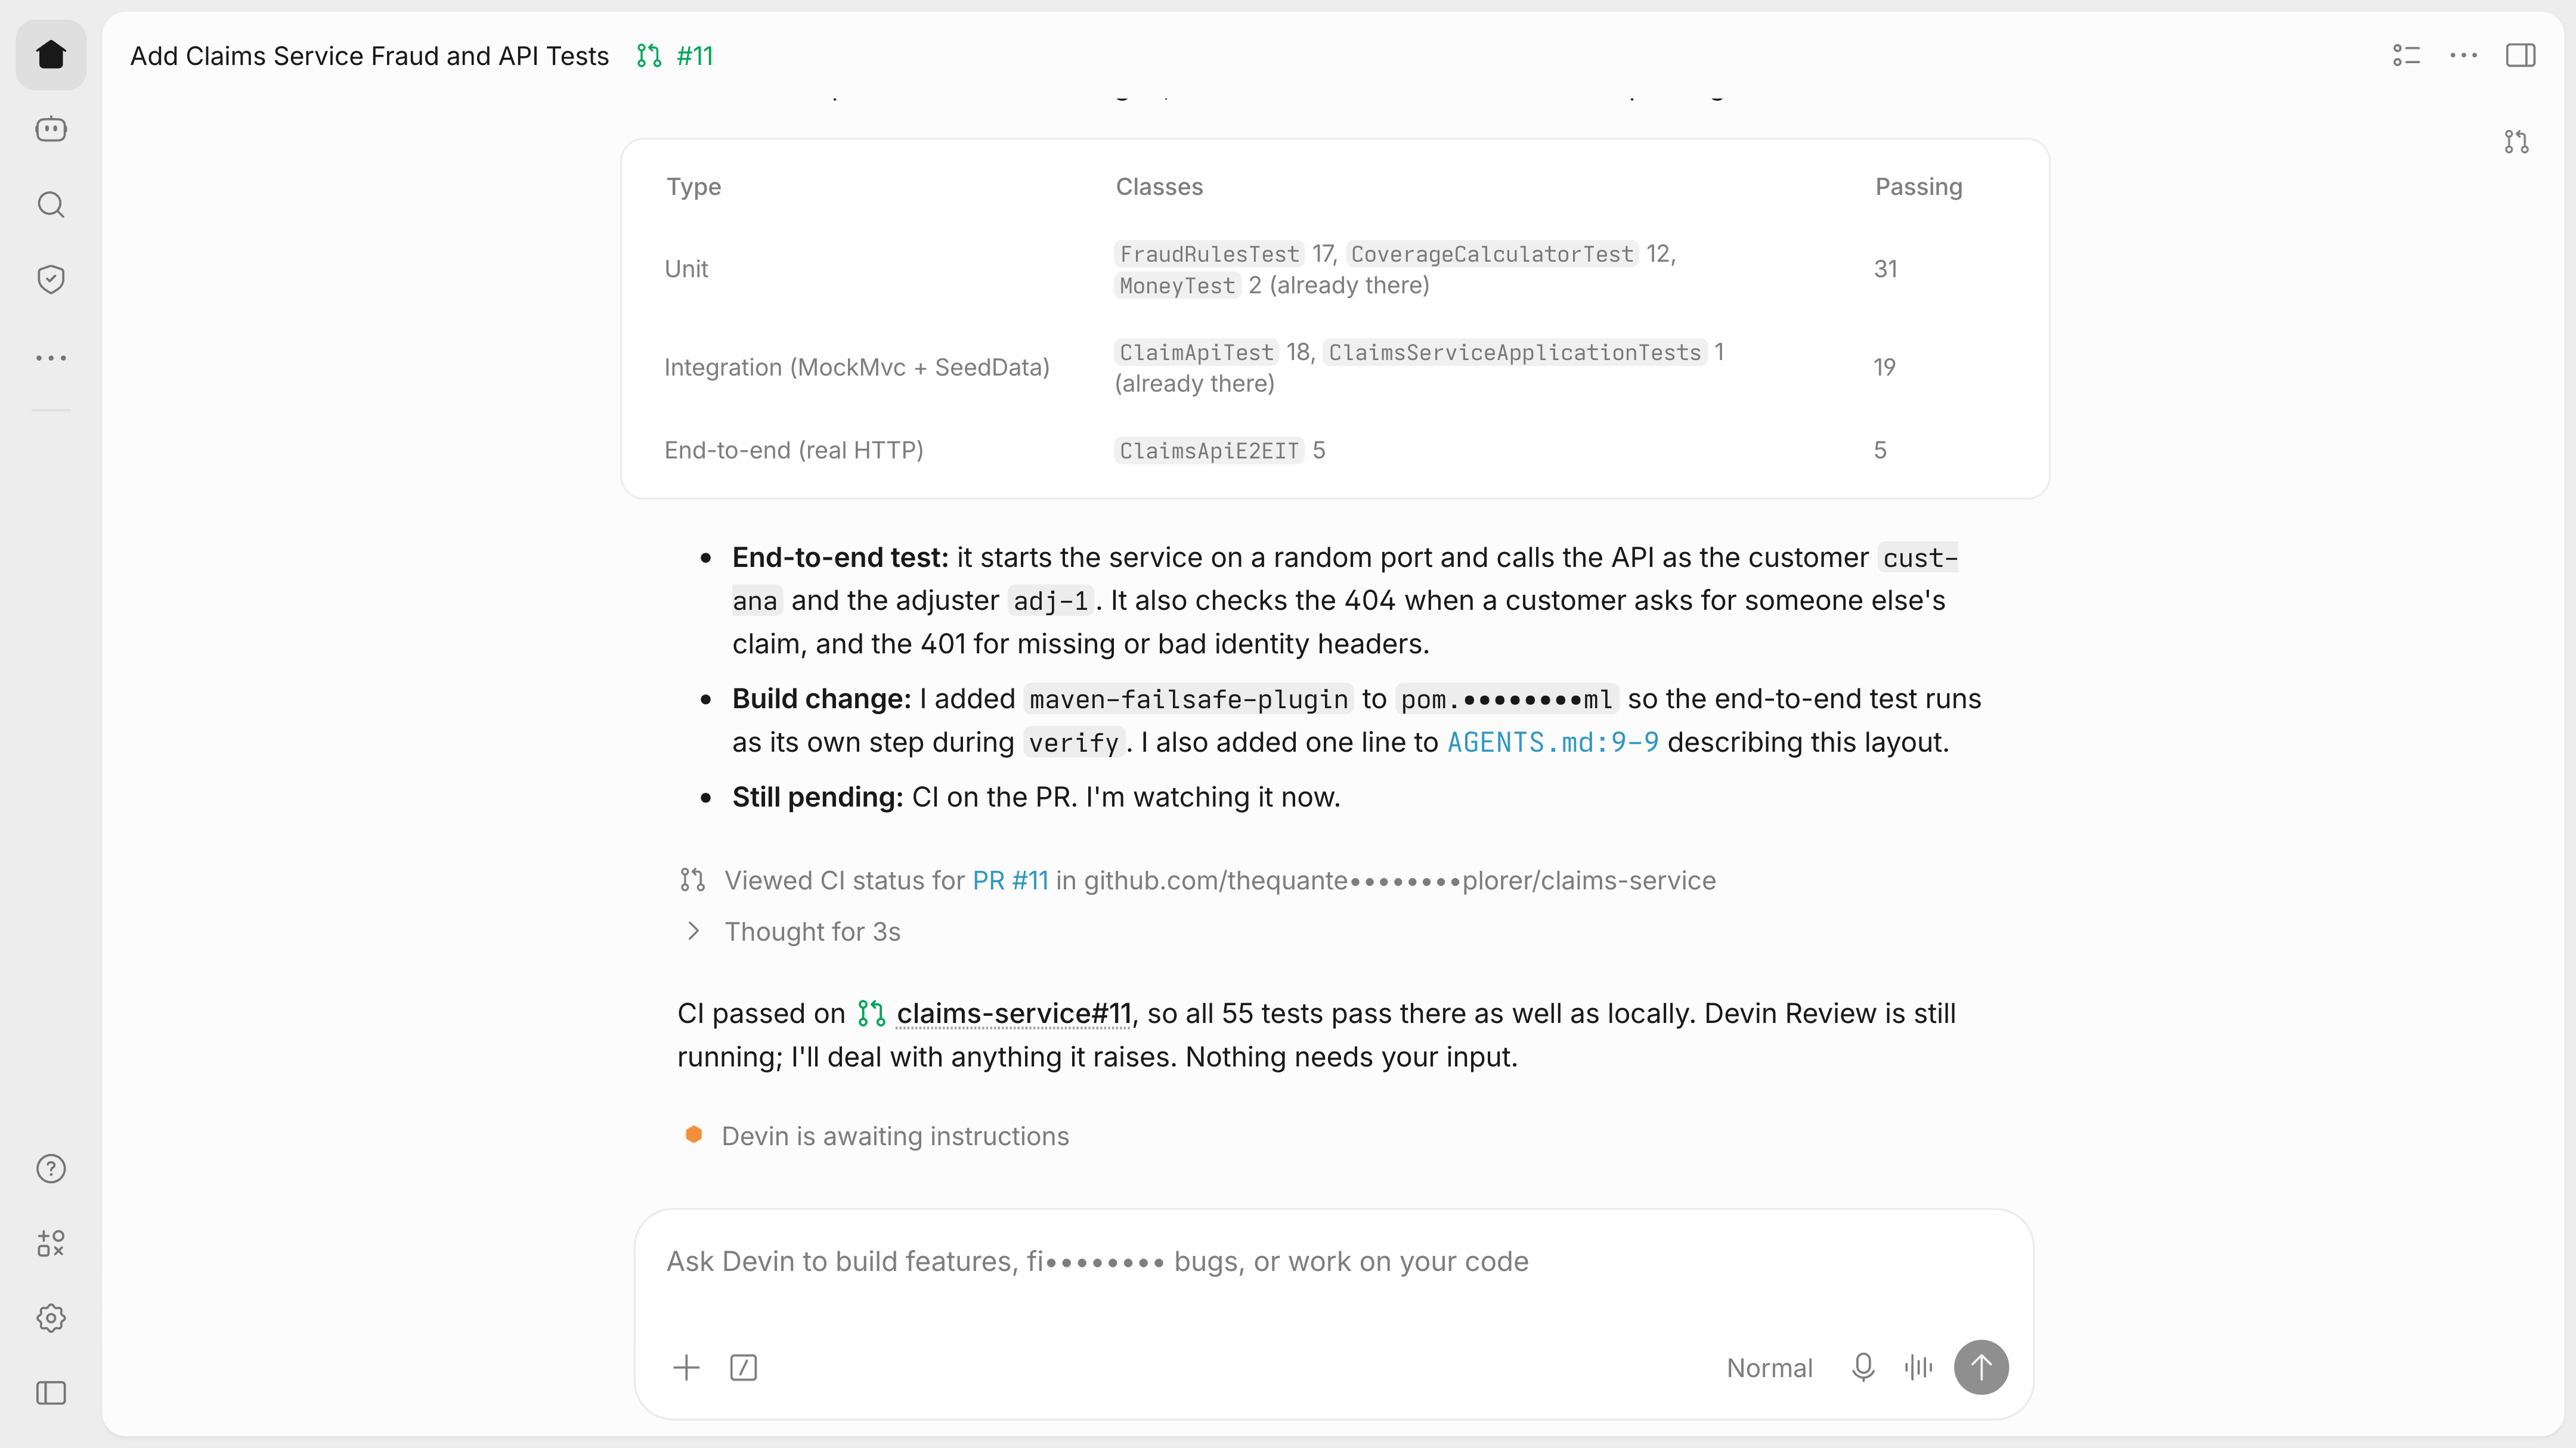 Add Claims Service Fraud and API Tests #11
Type Classes Passing
Unit FraudRulesTest 17, CoverageCalculatorTest 12, 31
MoneyTest 2 (already there)
Integration (MockMvc + SeedData) ClaimApiTest 18, ClaimsServiceApplicationTests 1 19
(already there)
End-to-end (real HTTP) ClaimsApiE2EIT 5 5
• End-to-end test: it starts the service on a random port and calls the API as the customer cust-
ana and the adjuster adj-1. It also checks the 404 when a customer asks for someone else's
claim, and the 401 for missing or bad identity headers.
• Build change: I added maven-failsafe-plugin to pom.••••••••ml so the end-to-end test runs
as its own step during verify. I also added one line to AGENTS.md:9-9 describing this layout.
• Still pending: CI on the PR. I'm watching it now.
Viewed CI status for PR #11 in github.com/thequante••••••••plorer/claims-service
Thought for 3s
CI passed on claims-service#11, so all 55 tests pass there as well as locally. Devin Review is still
running; I'll deal with anything it raises. Nothing needs your input.
Devin is awaiting instructions
Ask Devin to build features, fi•••••••• bugs, or work on your code
Normal